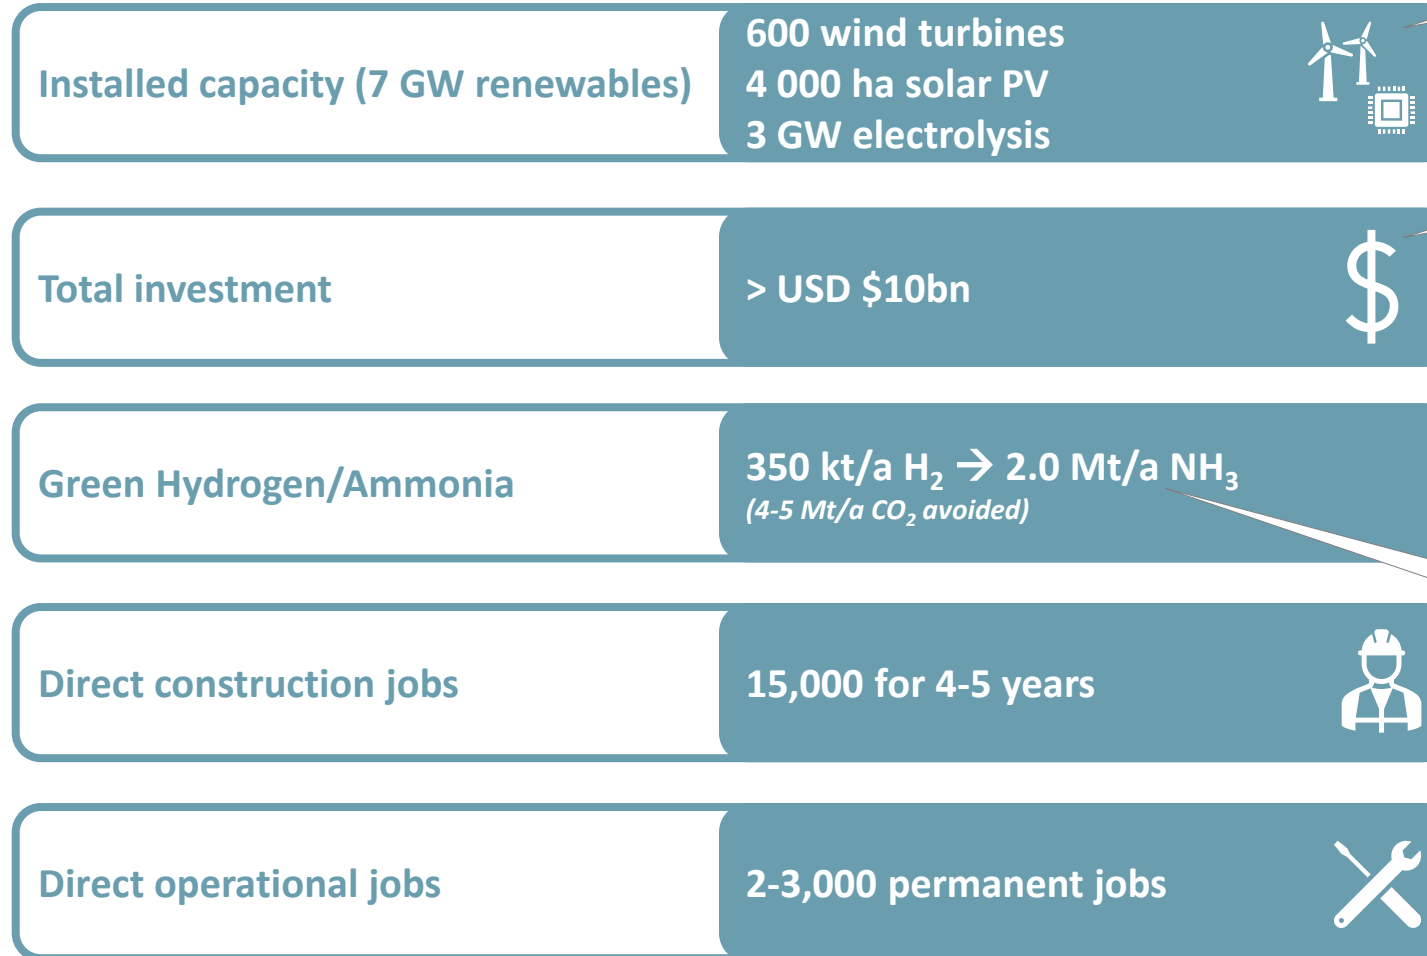 Installed capacity (7 GW renewables)
600 wind turbines
4 000 ha solar PV
3 GW electrolysis
Total investment
> USD $10bn
Green Hydrogen/Ammonia
350 kt/a H₂ → 2.0 Mt/a NH₃
(4-5 Mt/a CO₂ avoided)
Direct construction jobs
15,000 for 4-5 years
Direct operational jobs
2-3,000 permanent jobs